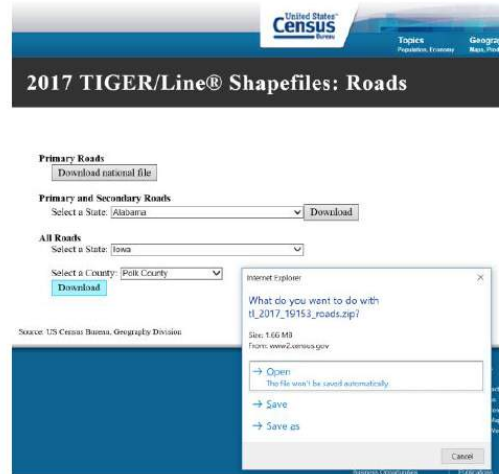 United States®
Census
Bureau
Topics
Population, Economy
2017 TIGER/Line® Shapefiles: Roads
Primary Roads
Download national file
Primary and Secondary Roads
Select a State: Alabama Download
All Roads
Select a State: Iowa
Select a County: Polk County
Download
Source: US Census Bureau, Geography Division
Internet Explorer
What do you want to do with
tl_2017_19153_roads.zip?
Size: 1.66 MB
From: www2.census.gov
→ Open
The file won't be saved automatically.
→ Save
→ Save as
Cancel
Business Opportunities